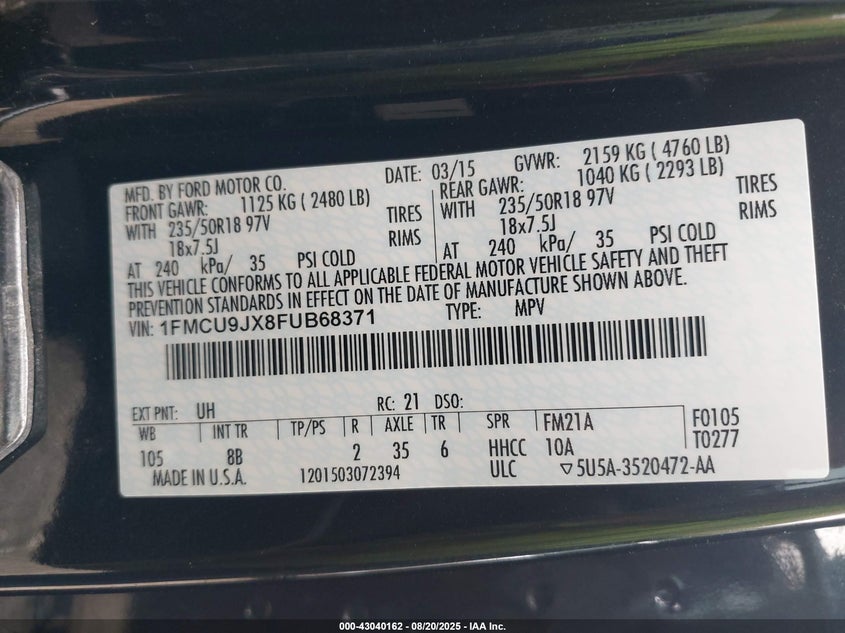 MFD. BY FORD MOTOR CO. DATE: 03/15 GVWR: 2159 KG ( 4760 LB)
FRONT GAWR: 1125 KG ( 2480 LB) REAR GAWR: 1040 KG ( 2293 LB)
WITH 235/50R18 97V TIRES WITH 235/50R18 97V TIRES
18x7.5J RIMS 18x7.5J RIMS
AT 240 kPa/ 35 PSI COLD AT 240 kPa/ 35 PSI COLD
THIS VEHICLE CONFORMS TO ALL APPLICABLE FEDERAL MOTOR VEHICLE SAFETY AND THEFT
PREVENTION STANDARDS IN EFFECT ON THE DATE OF MANUFACTURE SHOWN ABOVE.
VIN: 1FMCU9JX8FUB68371 TYPE: MPV
EXT PNT: UH RC: 21 DSO:
WB INT TR TP/PS R AXLE TR SPR FM21A F0105
105 8B 2 35 6 HHCC 10A T0277
MADE IN U.S.A. 1201503072394 ULC ▽5U5A-3520472-AA
000-43040162 - 08/20/2025 - IAA Inc.